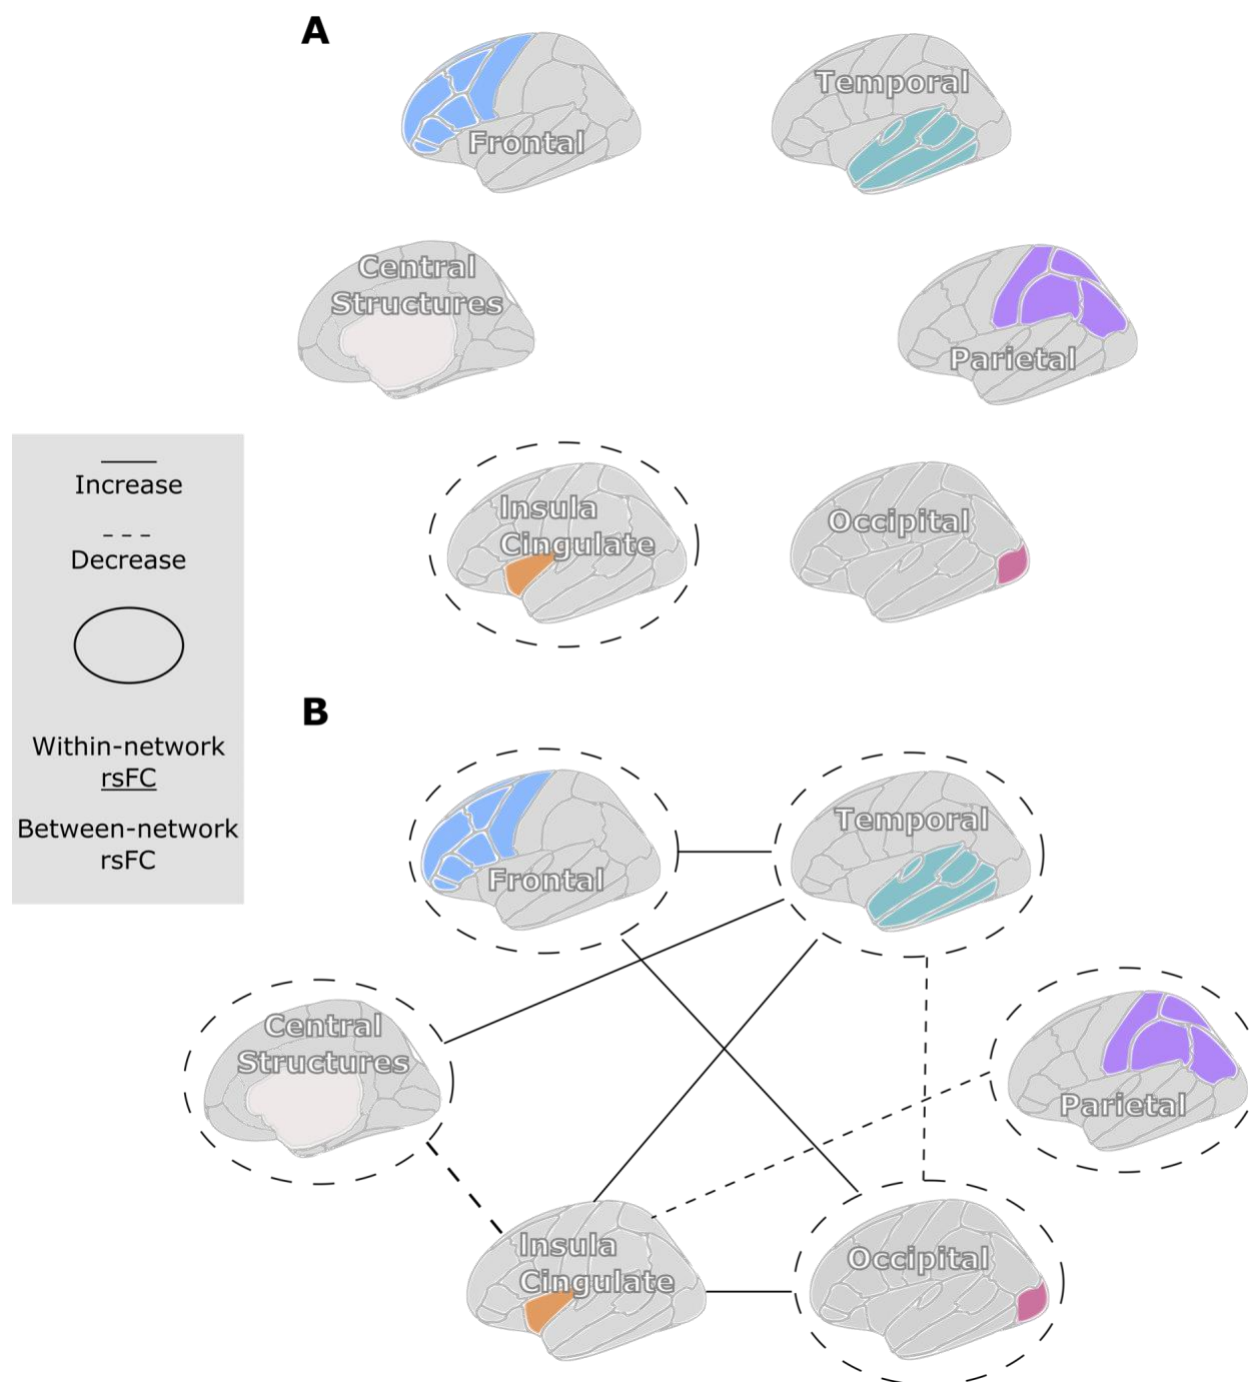 A
Frontal
Temporal
Central
Structures
Parietal
Insula
Cingulate
Occipital
Increase
Decrease
Within-network
rsFC
Between-network
rsFC
B
Frontal
Temporal
Central
Structures
Parietal
Insula
Cingulate
Occipital